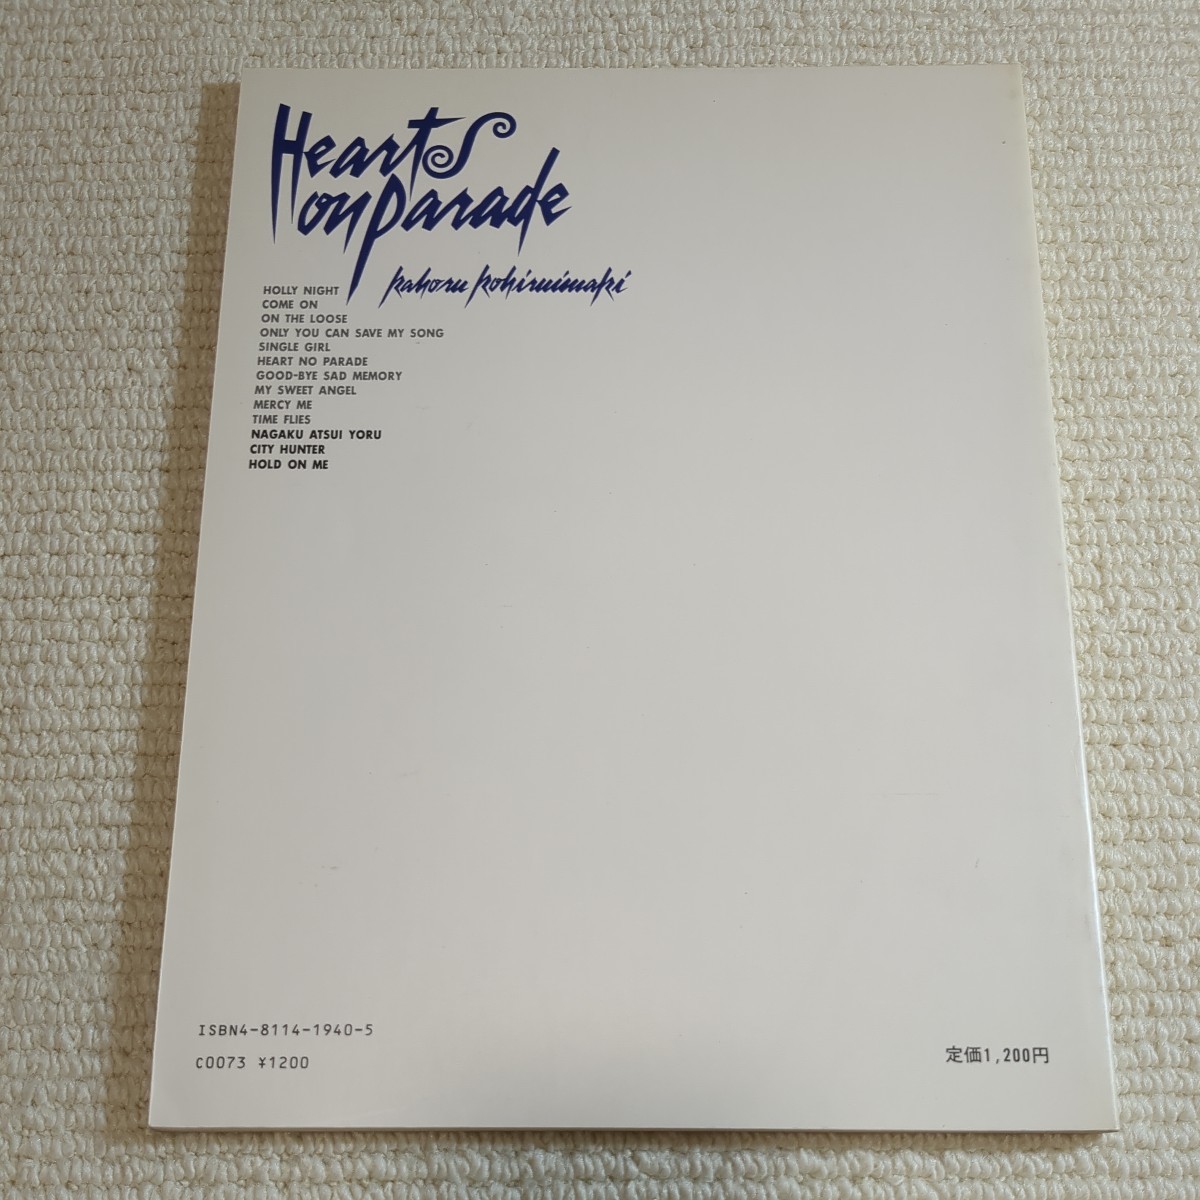 Hearts
on Parade
kahoru kohiruimaki
HOLLY NIGHT
COME ON
ON THE LOOSE
ONLY YOU CAN SAVE MY SONG
SINGLE GIRL
HEART NO PARADE
GOOD-BYE SAD MEMORY
MY SWEET ANGEL
MERCY ME
TIME FLIES
NAGAKU ATSUI YORU
CITY HUNTER
HOLD ON ME
ISBN4-8114-1940-5
C0073 ¥1200
定価1,200円